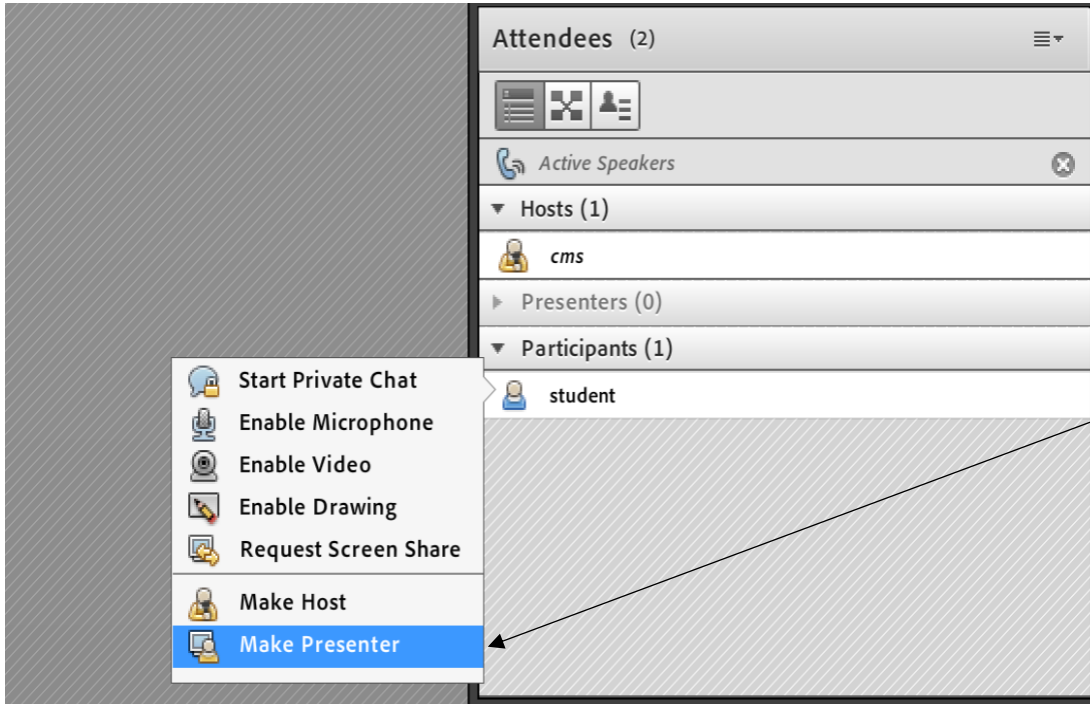 Attendees (2)
Active Speakers
Hosts (1)
cms
Presenters (0)
Participants (1)
student
Start Private Chat
Enable Microphone
Enable Video
Enable Drawing
Request Screen Share
Make Host
Make Presenter